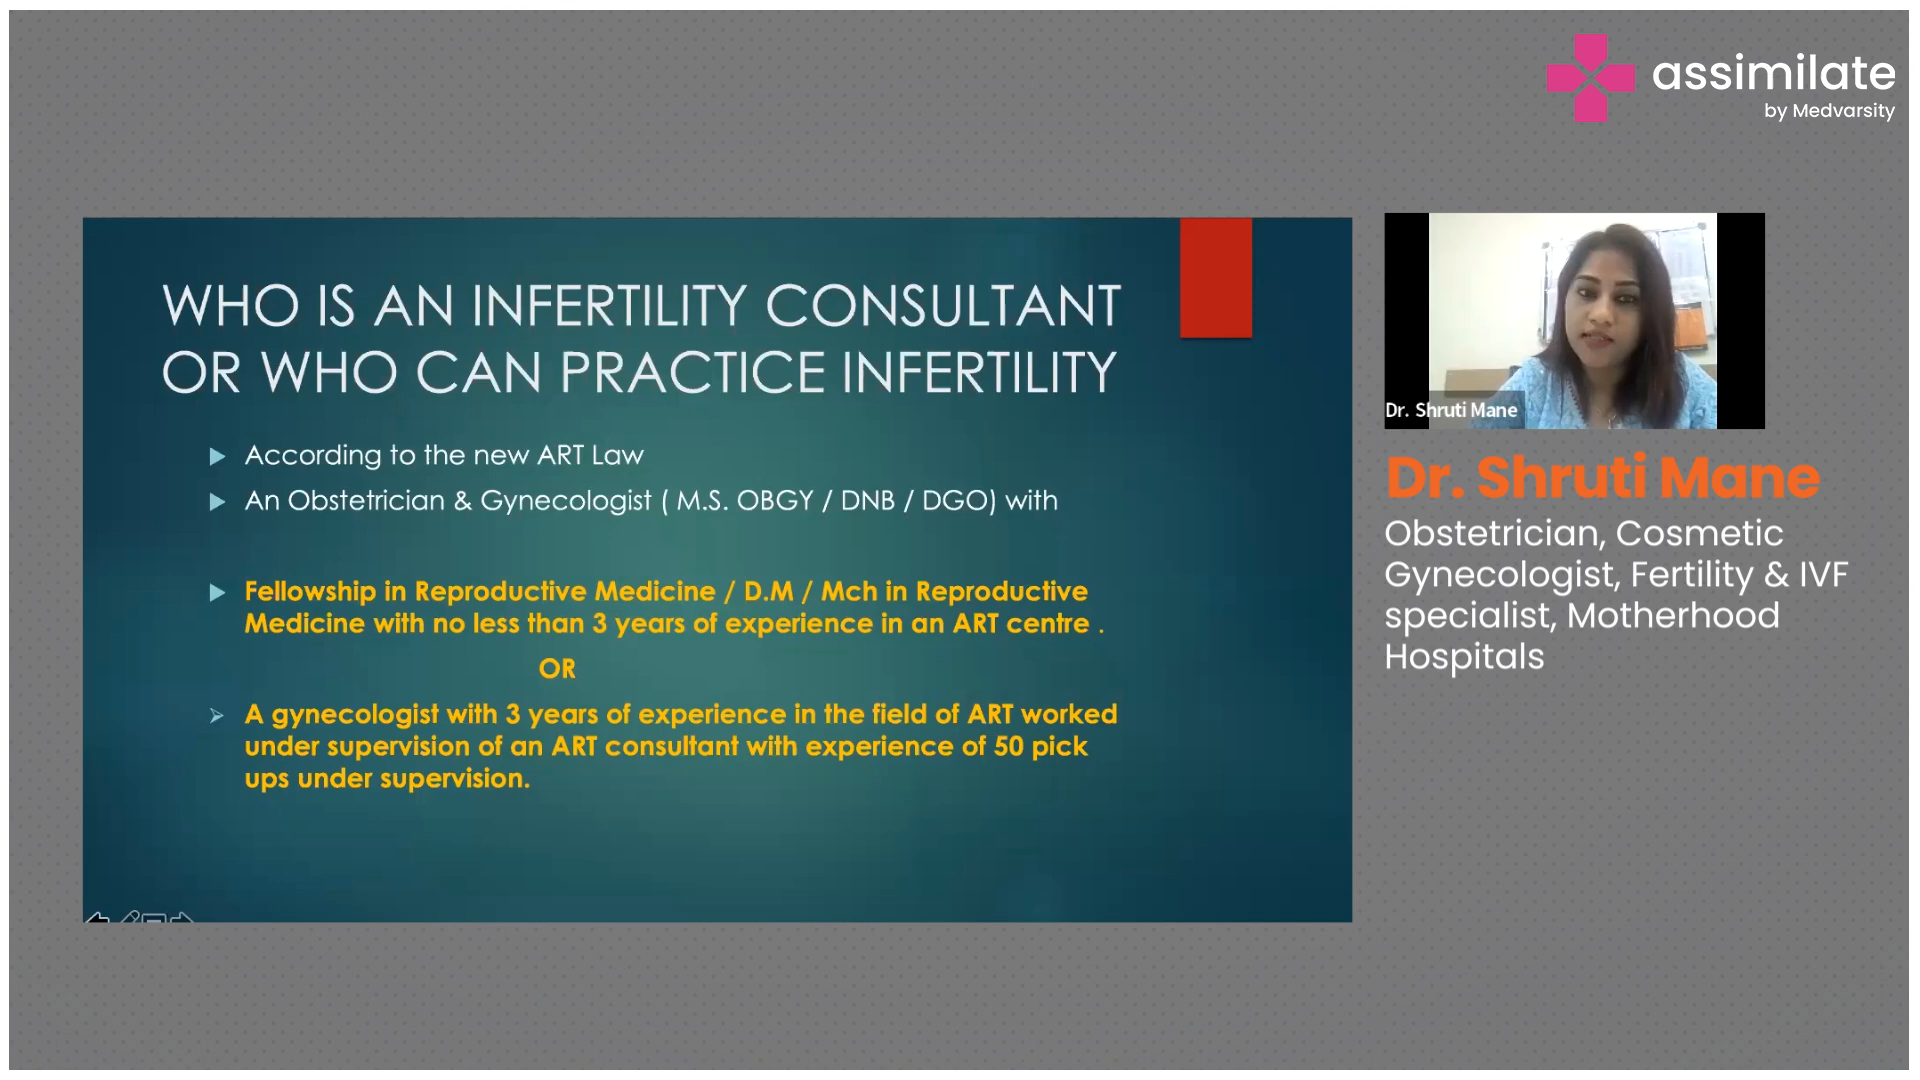 assimilate
by Medvarsity
WHO IS AN INFERTILITY CONSULTANT
OR WHO CAN PRACTICE INFERTILITY
According to the new ART Law
An Obstetrician & Gynecologist ( M.S. OBGY / DNB / DGO) with
Fellowship in Reproductive Medicine / D.M / Mch in Reproductive
Medicine with no less than 3 years of experience in an ART centre .
OR
A gynecologist with 3 years of experience in the field of ART worked
under supervision of an ART consultant with experience of 50 pick
ups under supervision.
Dr. Shruti Mane
Dr. Shruti Mane
Obstetrician, Cosmetic
Gynecologist, Fertility & IVF
specialist, Motherhood
Hospitals